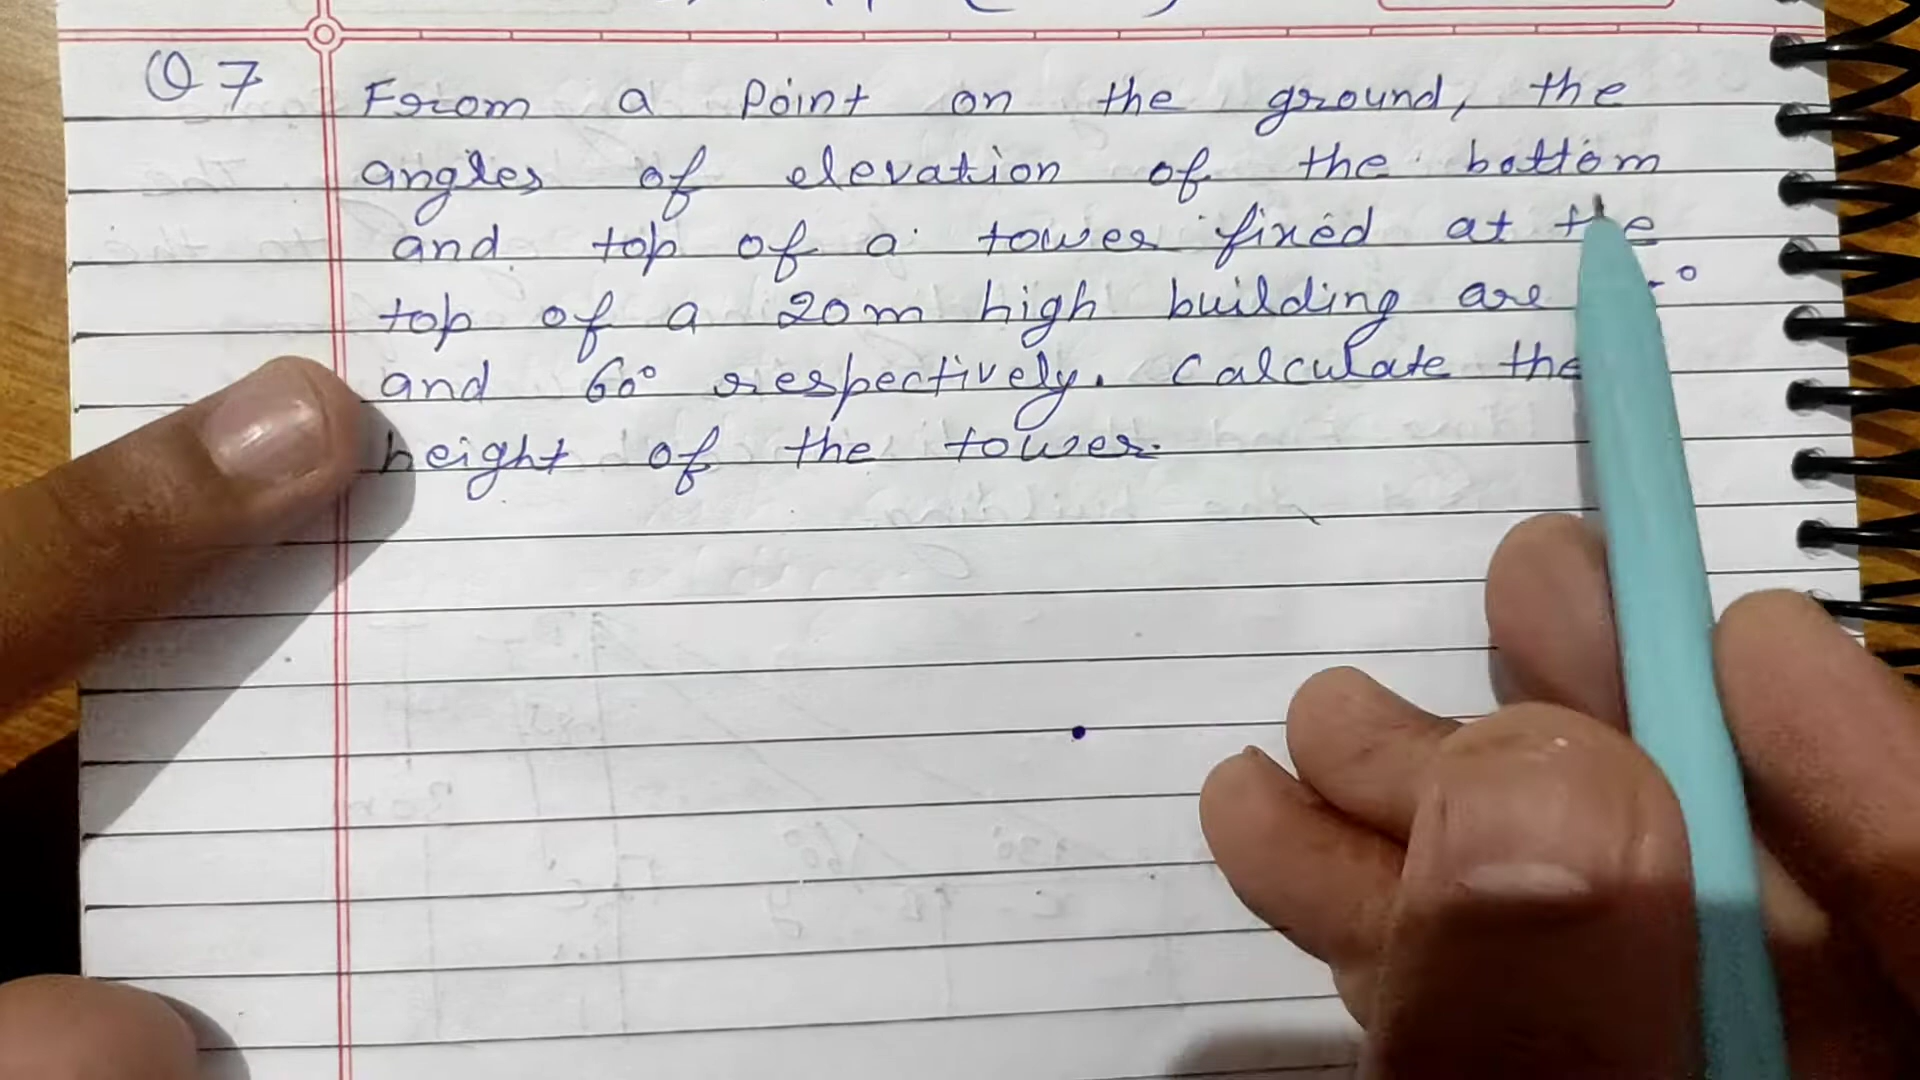 Q 7
From a point on the ground, the
angles of elevation of the bottom
and top of a tower fixed at the
top of a 20m high building are
and 60° respectively. Calculate the
height of the tower.